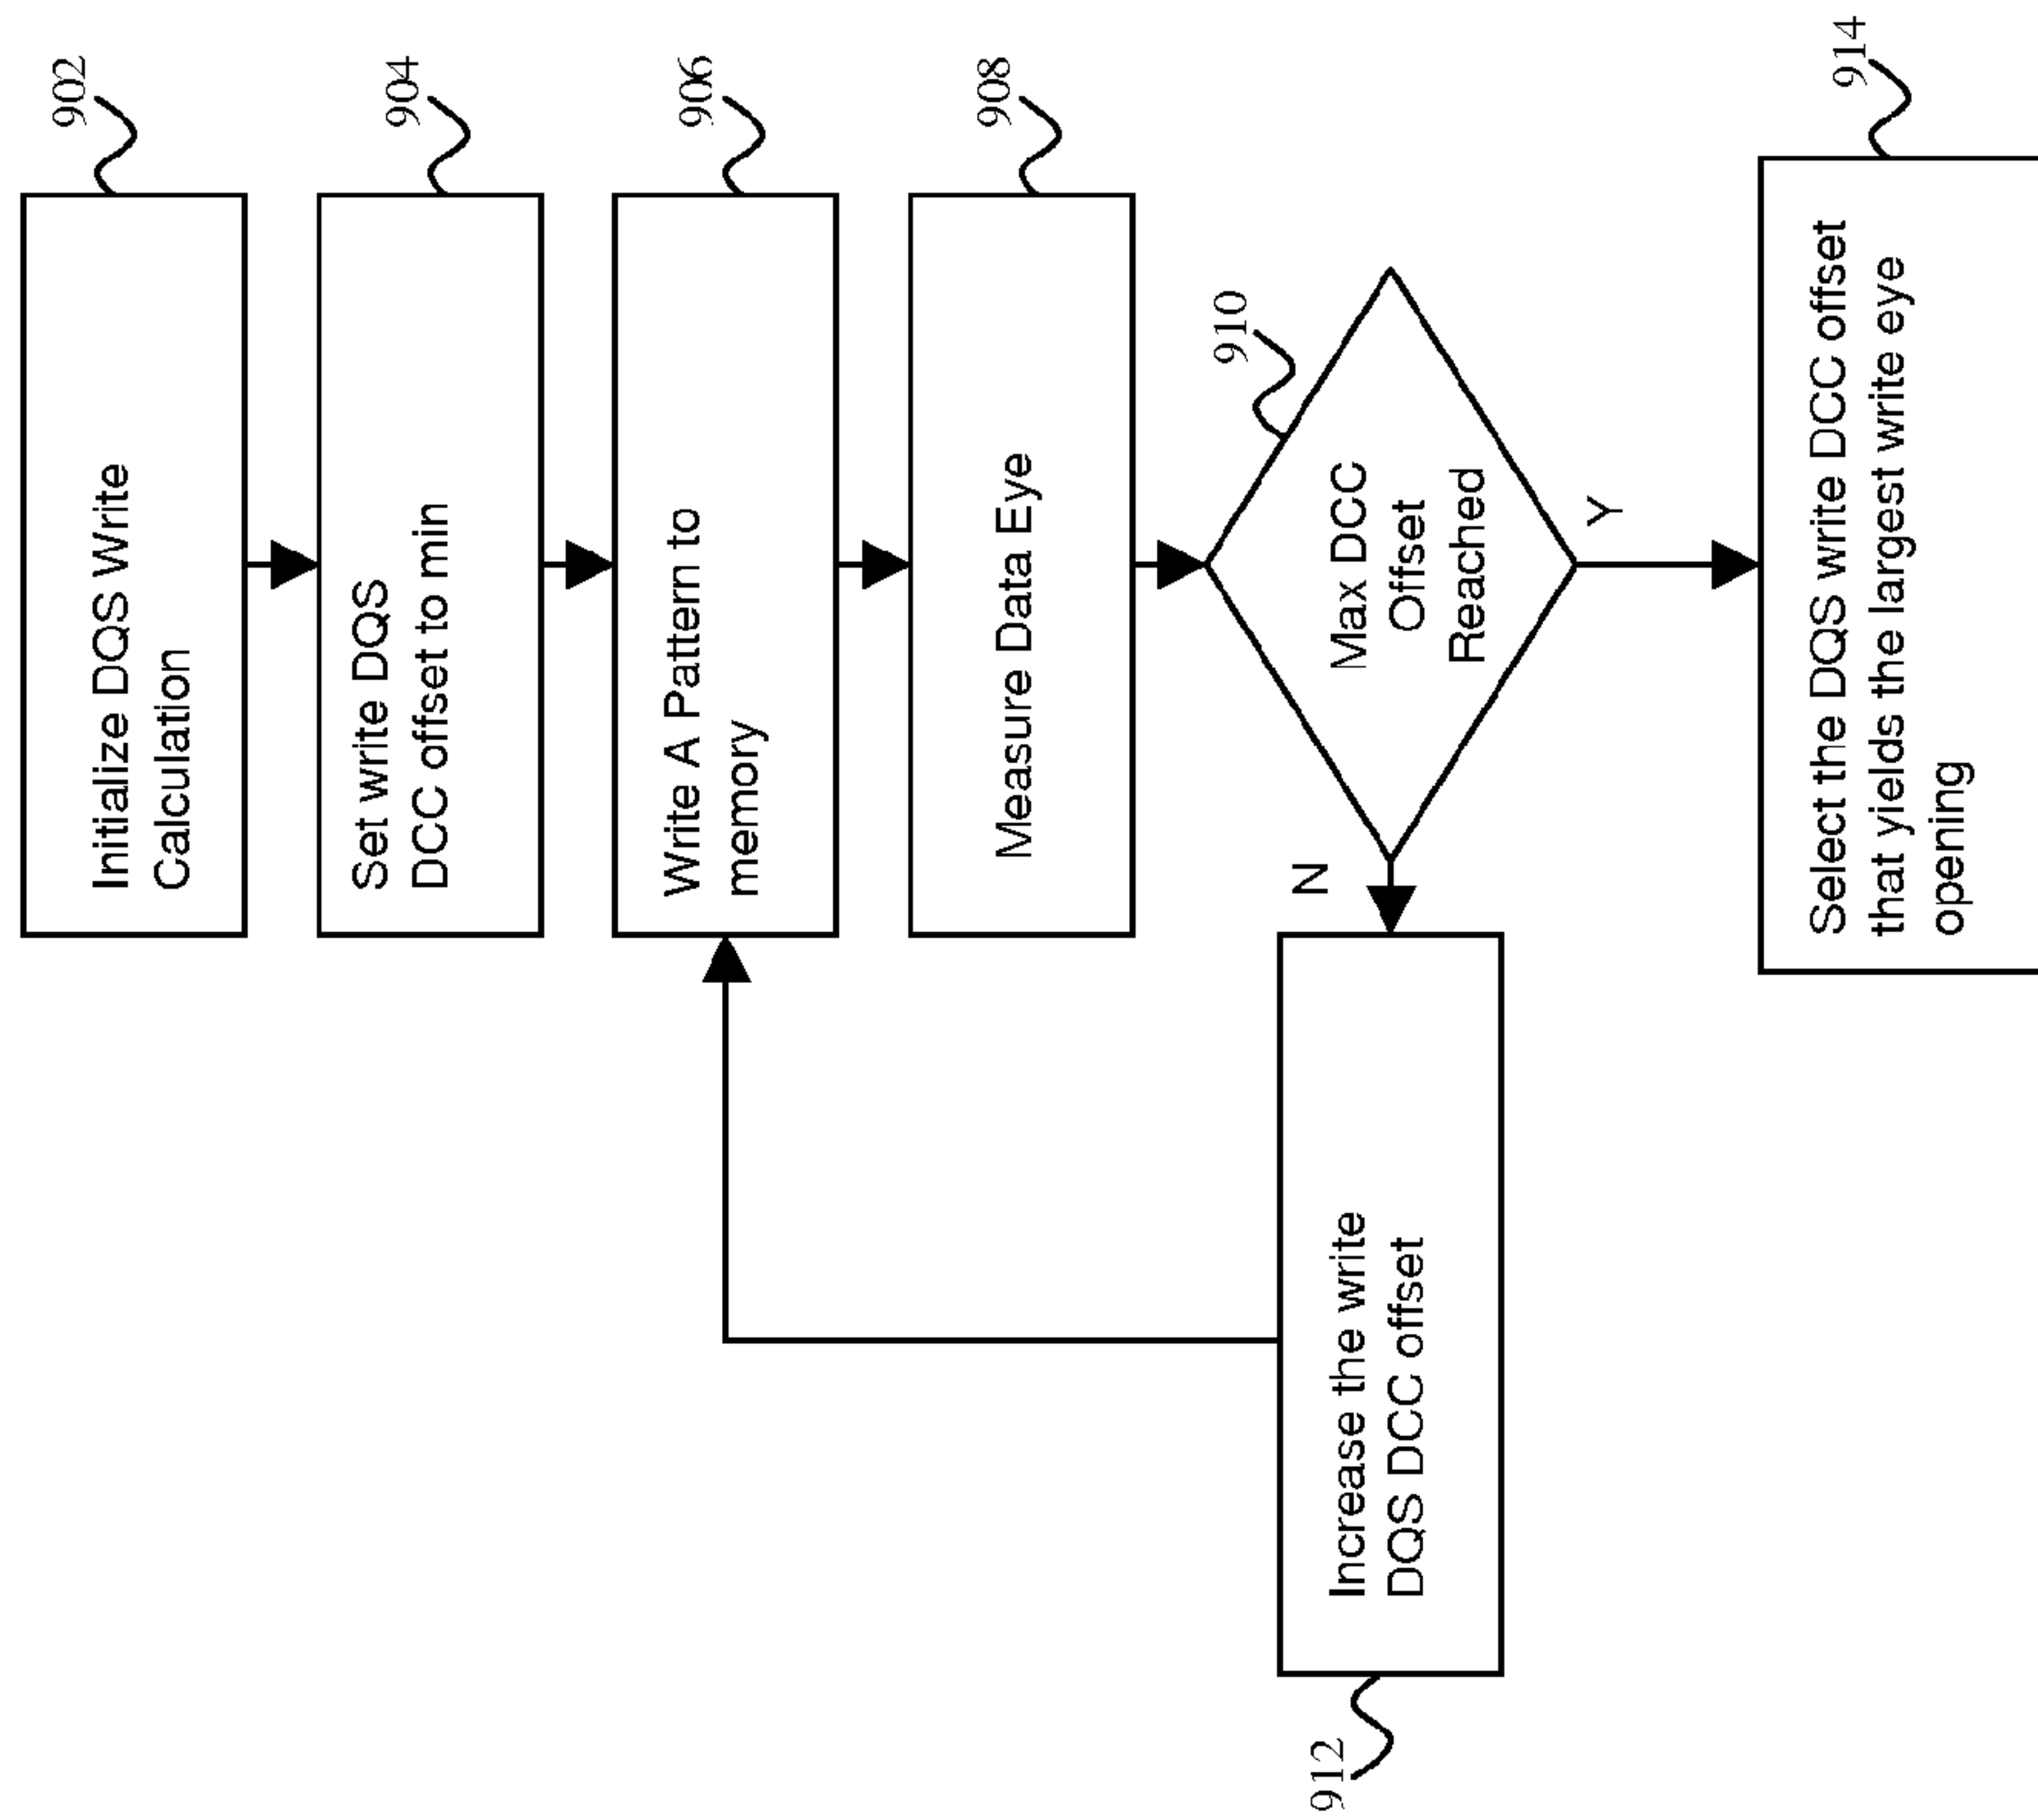 902
Initialize DQS Write
Calculation
904
Set write DQS
DCC offset to min
906
Write A Pattern to
memory
908
Measure Data Eye
910
Max DCC
Offset
Reached
N
Y
912
Increase the write
DQS DCC offset
914
Select the DQS write DCC offset
that yields the largest write eye
opening